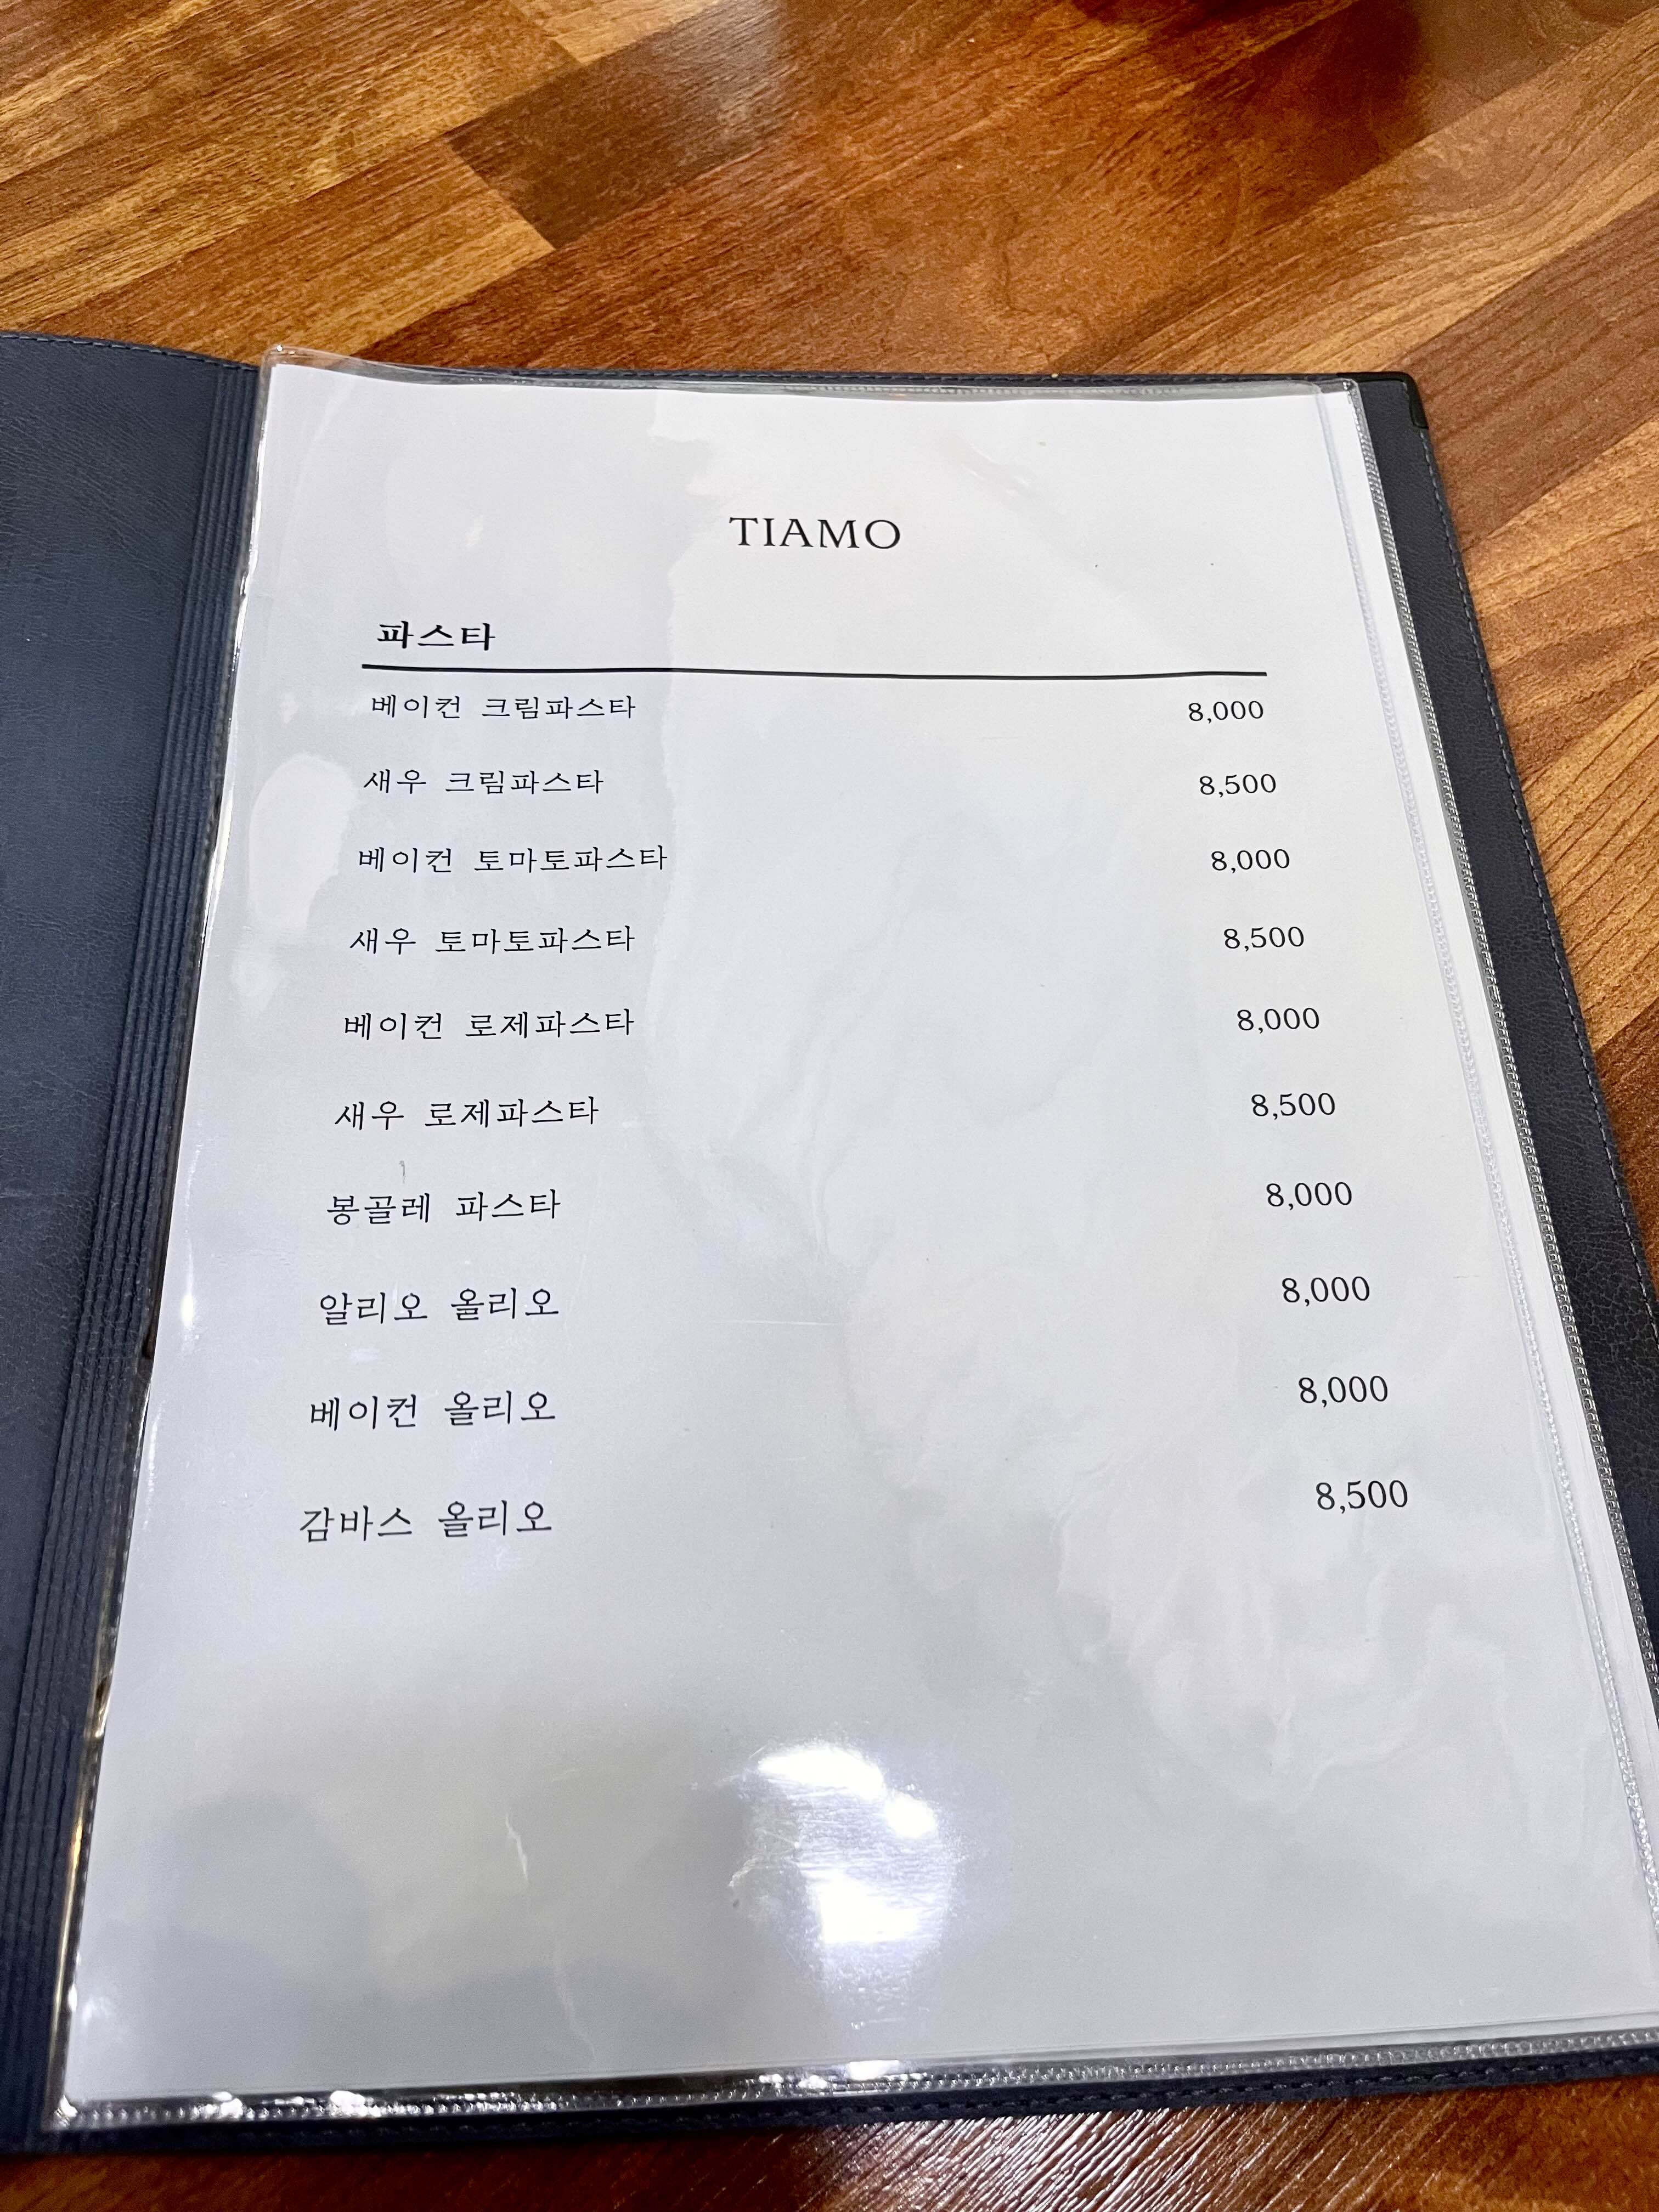 TIAMO
파스타
베이컨 크림파스타 8,000
새우 크림파스타 8,500
베이컨 토마토파스타 8,000
새우 토마토파스타 8,500
베이컨 로제파스타 8,000
새우 로제파스타 8,500
봉골레 파스타 8,000
알리오 올리오 8,000
베이컨 올리오 8,000
감바스 올리오 8,500